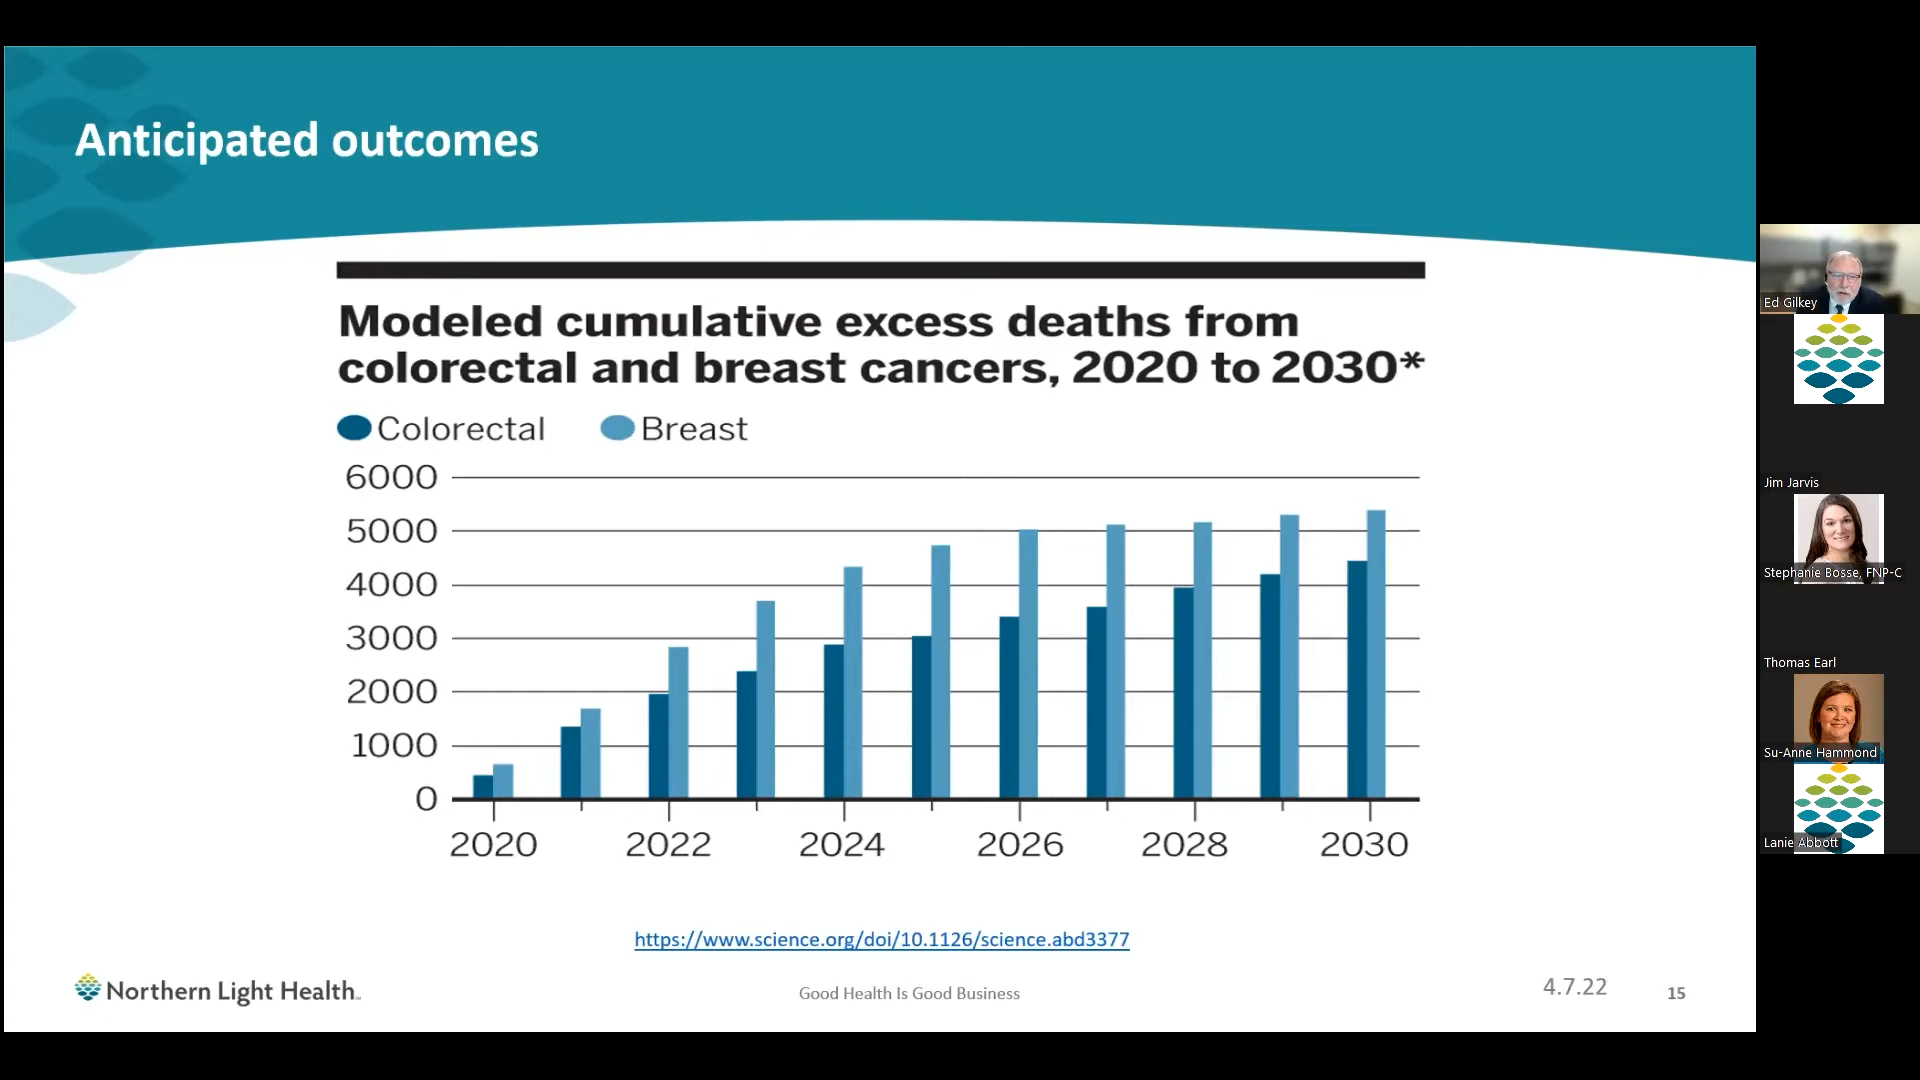 Anticipated outcomes
Modeled cumulative excess deaths from
colorectal and breast cancers, 2020 to 2030*
Colorectal Breast
6000
5000
4000
3000
2000
1000
0
2020 2022 2024 2026 2028 2030
https://www.science.org/doi/10.1126/science.abd3377
Northern Light Health
Good Health Is Good Business
4.7.22
15
Ed Gilkey
Jim Jarvis
Stephanie Bosse, FNP-C
Thomas Earl
Su-Anne Hammond
Lanie Abbott